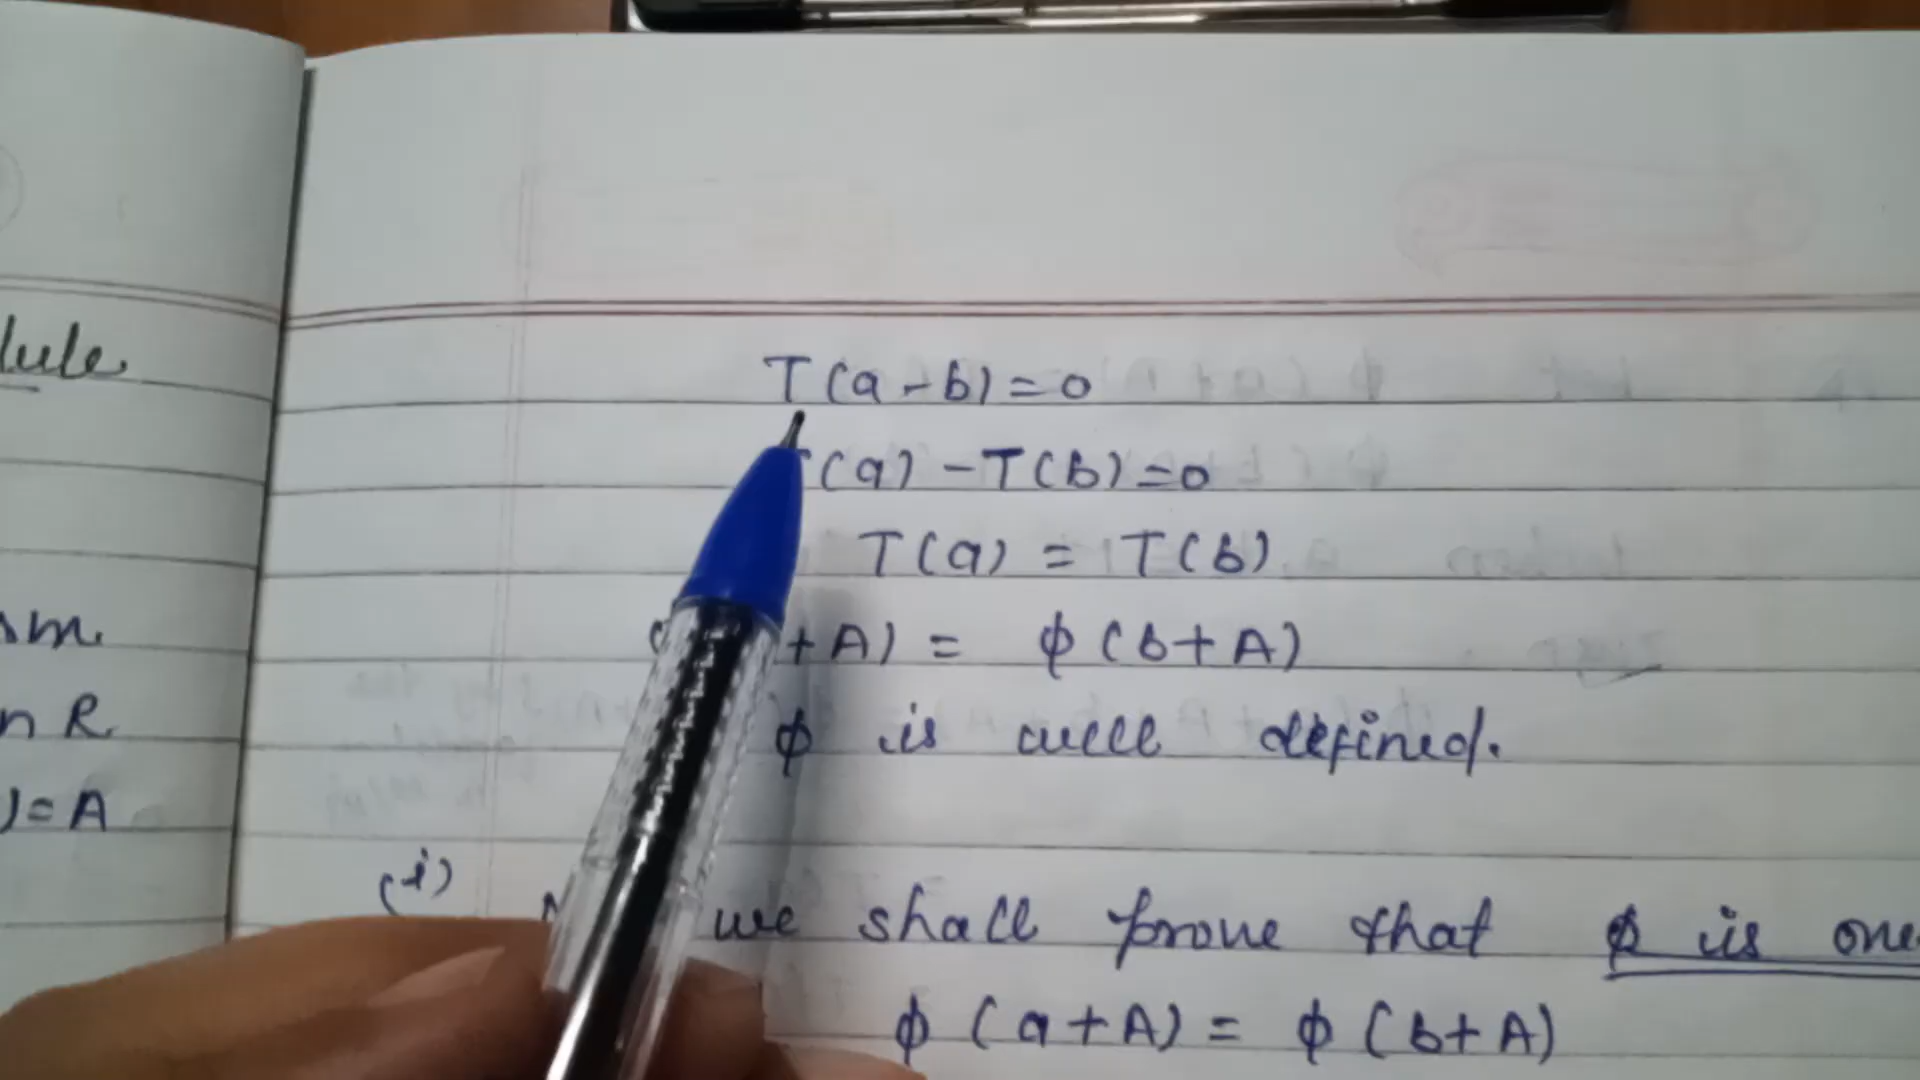 lule
sm.
n R
) = A
T(a-b) = 0
(a) - T(b) = 0
T(a) = T(b)
+ A) = ϕ (b + A)
ϕ is well defined.
(i) we shall prove that ϕ is one
ϕ (a + A) = ϕ (b + A)